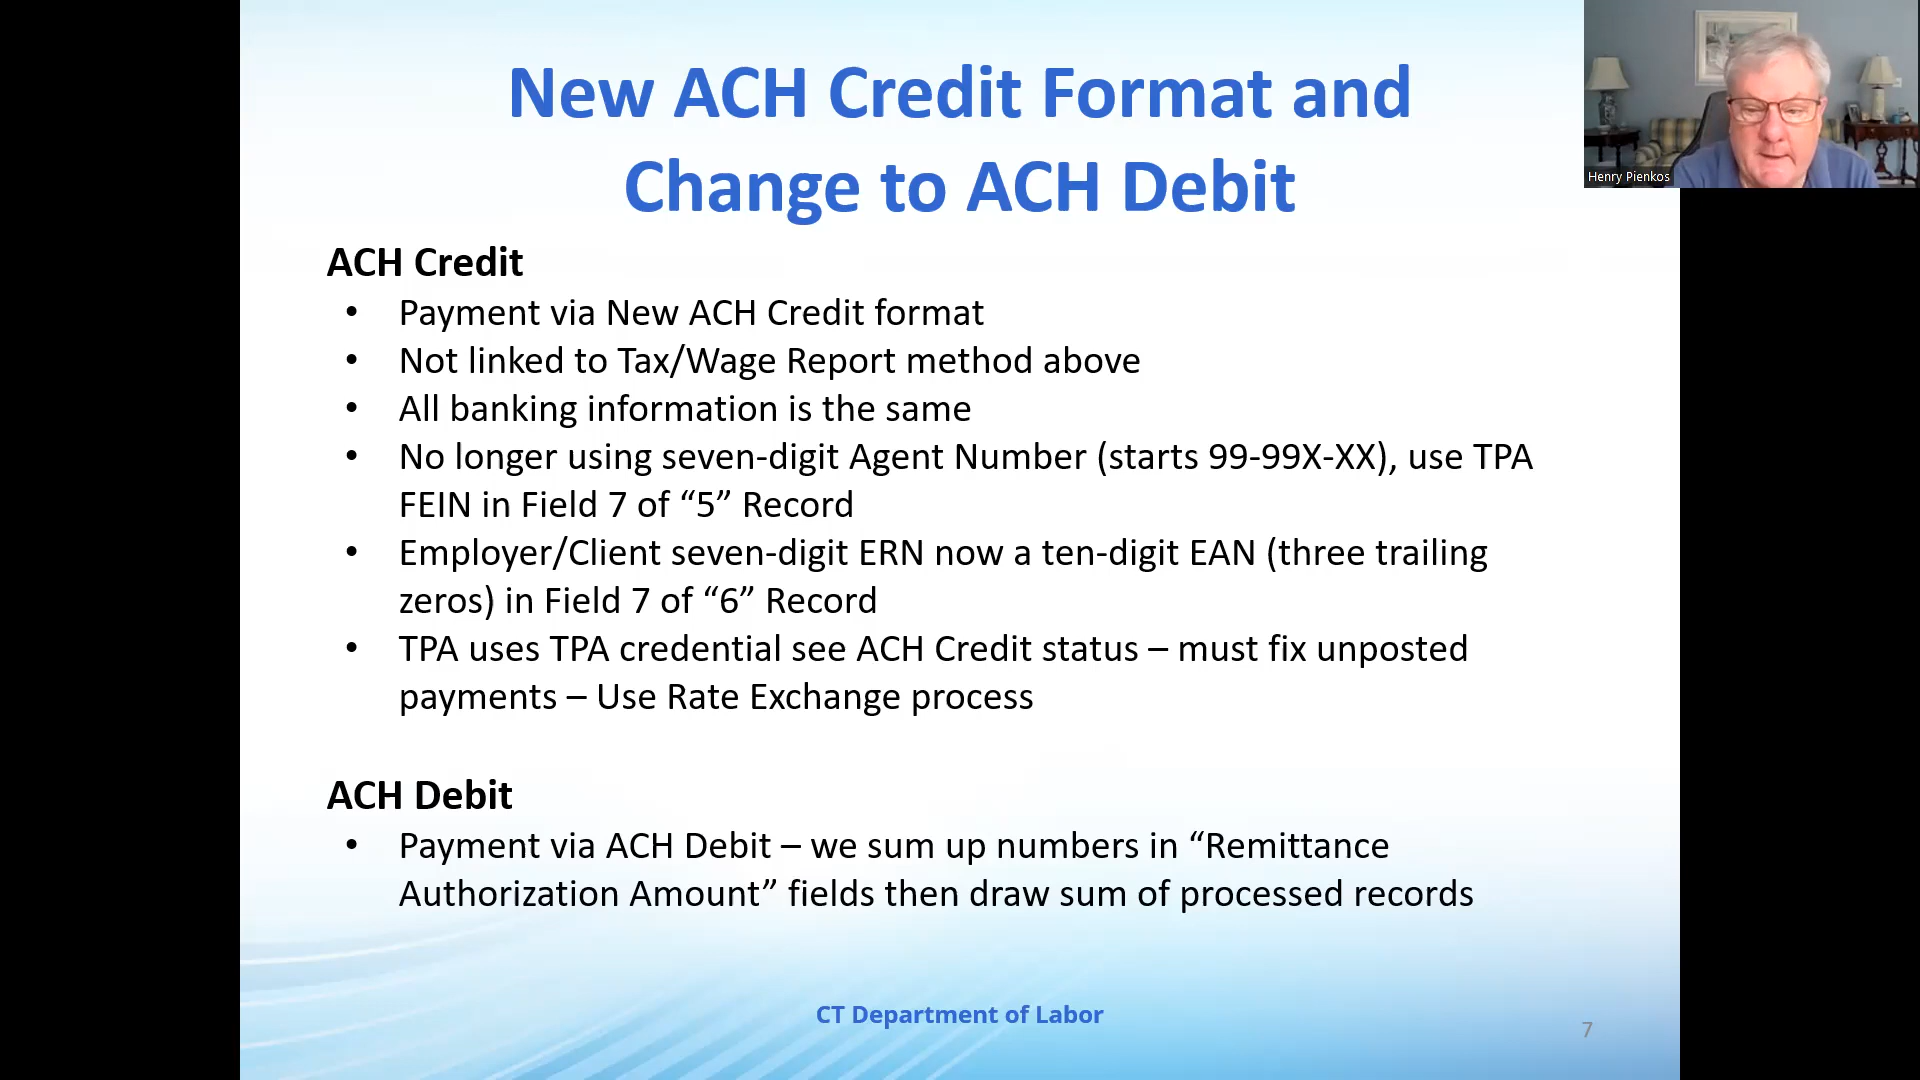 New ACH Credit Format and
Change to ACH Debit
Henry Pienkos
ACH Credit
• Payment via New ACH Credit format
• Not linked to Tax/Wage Report method above
• All banking information is the same
• No longer using seven-digit Agent Number (starts 99-99X-XX), use TPA
FEIN in Field 7 of “5” Record
• Employer/Client seven-digit ERN now a ten-digit EAN (three trailing
zeros) in Field 7 of “6” Record
• TPA uses TPA credential see ACH Credit status – must fix unposted
payments – Use Rate Exchange process
ACH Debit
• Payment via ACH Debit – we sum up numbers in “Remittance
Authorization Amount” fields then draw sum of processed records
CT Department of Labor
7